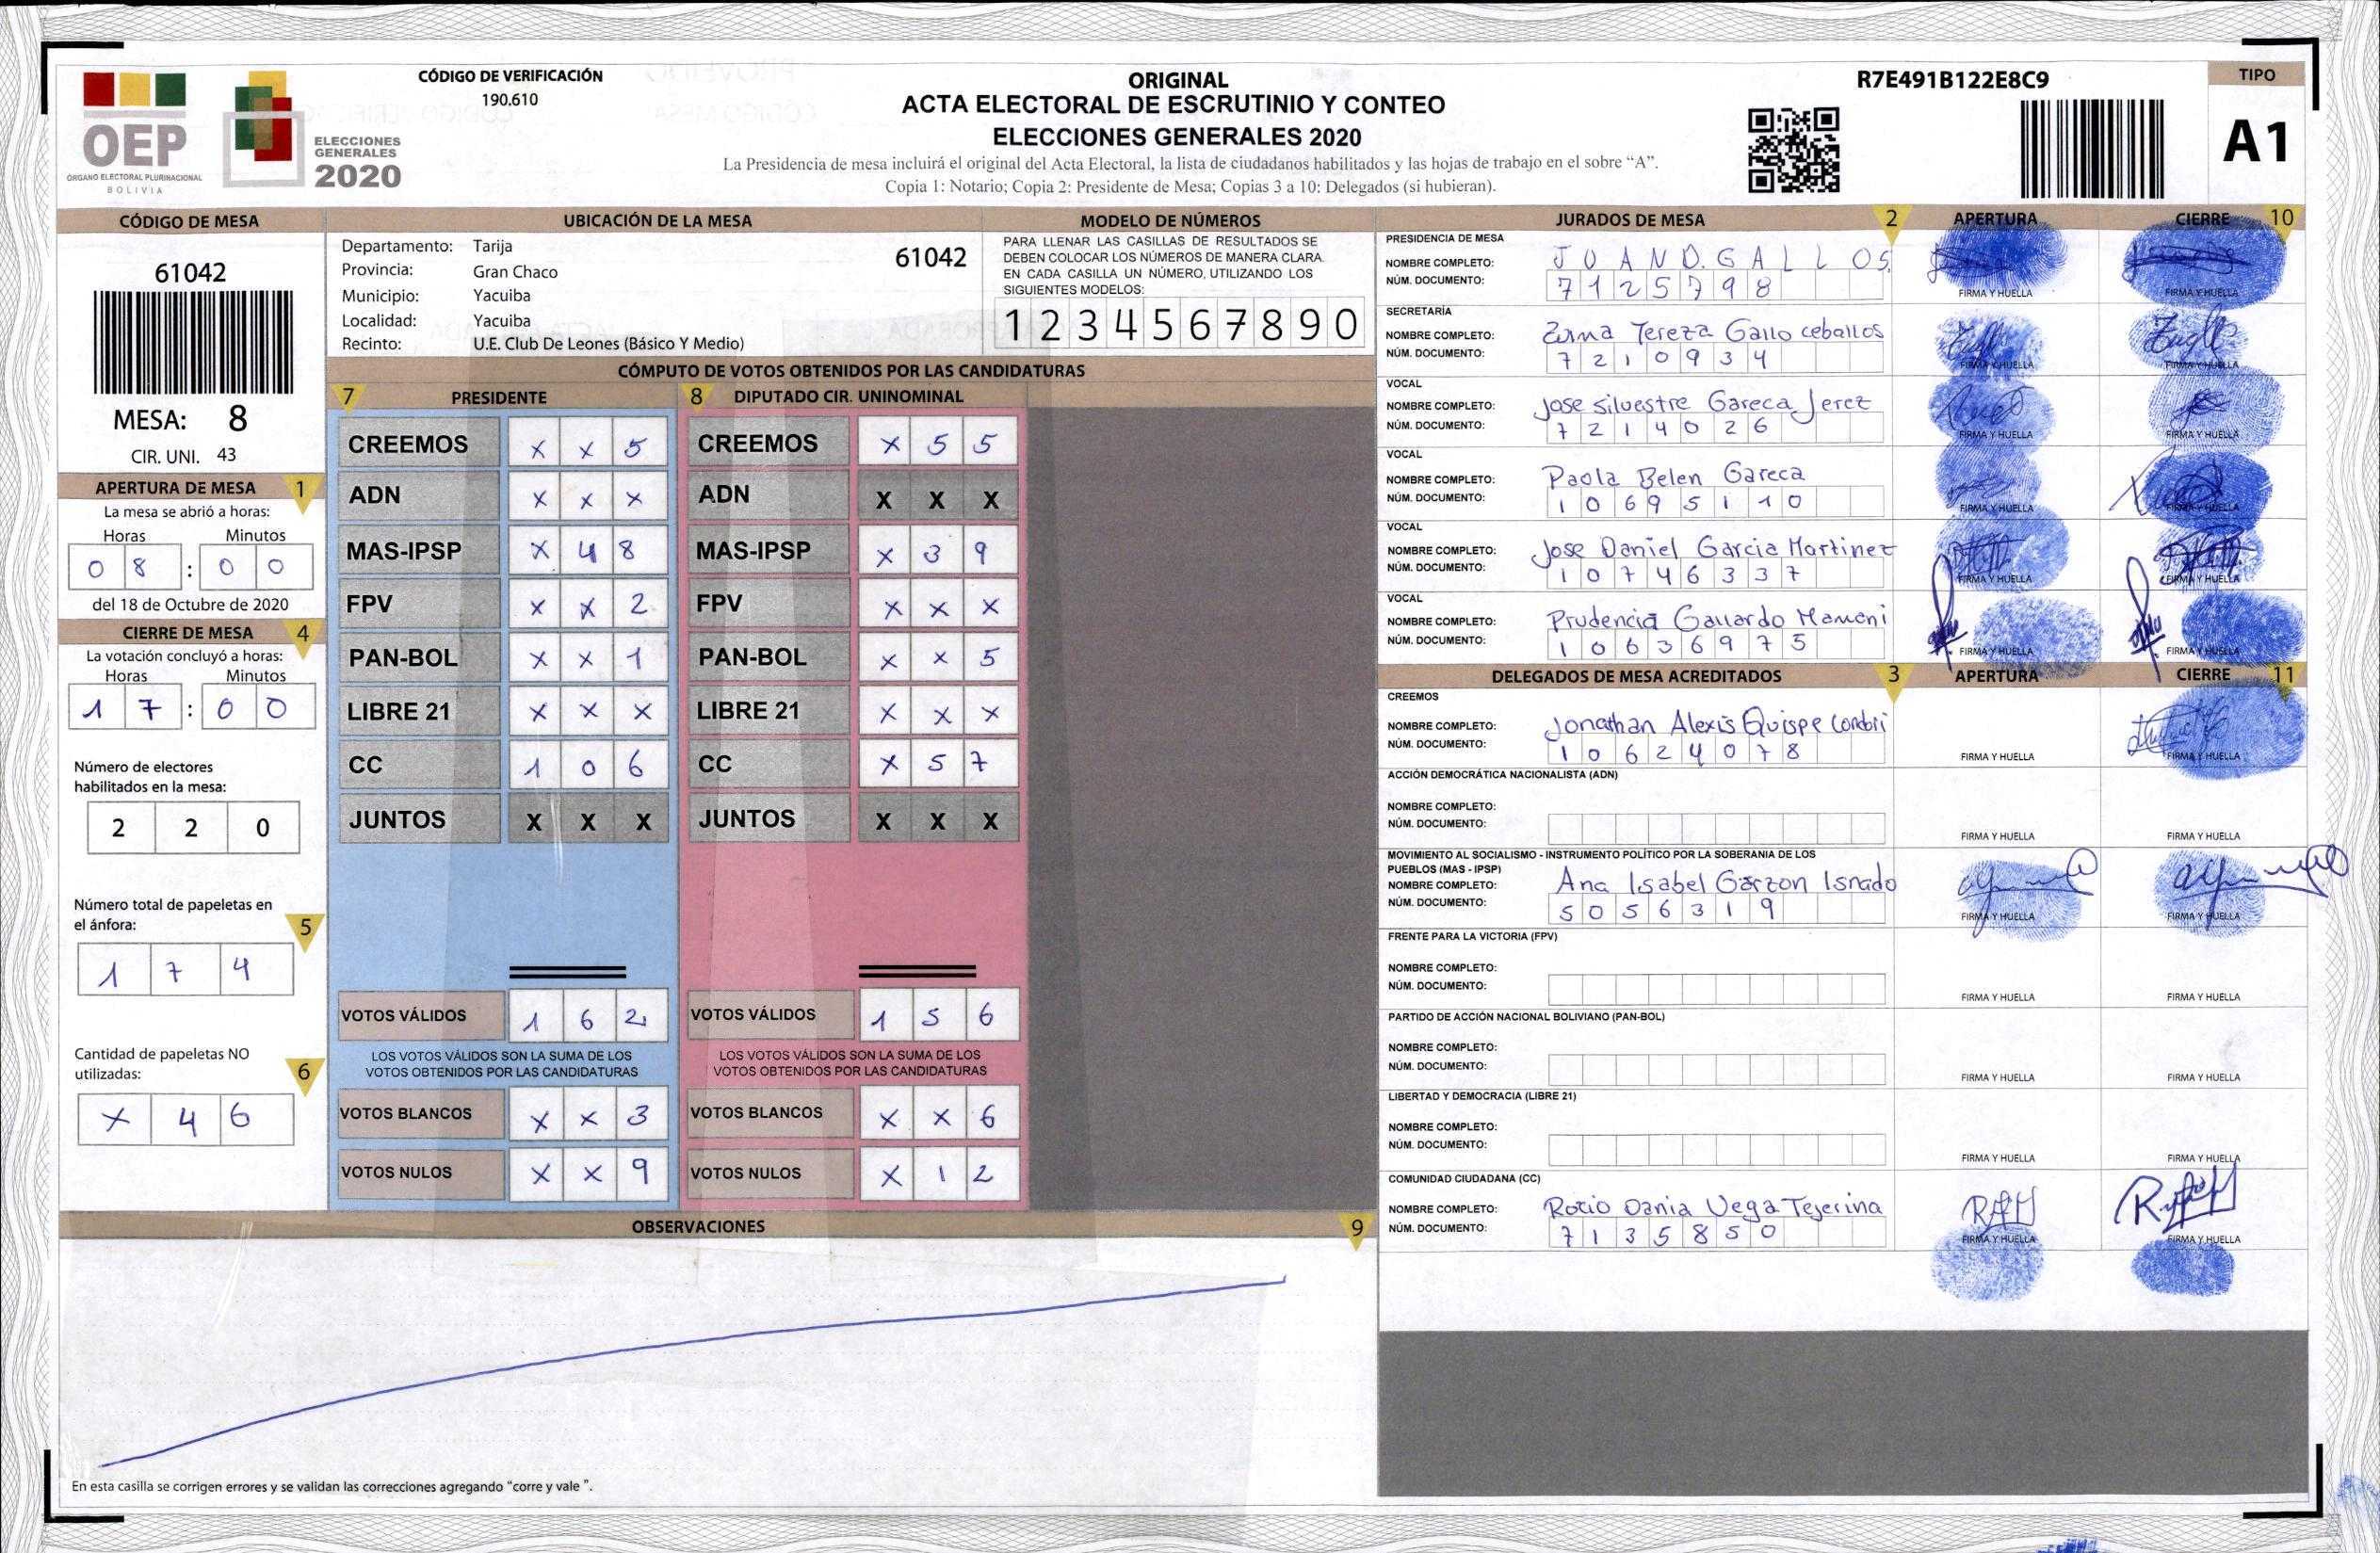 CÓDIGO DE VERIFICACIÓN
190.610
OEP
ÓRGANO ELECTORAL PLURINACIONAL
BOLIVIA
ELECCIONES
GENERALES
2020
ORIGINAL
ACTA ELECTORAL DE ESCRUTINIO Y CONTEO
ELECCIONES GENERALES 2020
La Presidencia de mesa incluirá el original del Acta Electoral, la lista de ciudadanos habilitados y las hojas de trabajo en el sobre “A”.
Copia 1: Notario; Copia 2: Presidente de Mesa; Copias 3 a 10: Delegados (si hubieran).
R7E491B122E8C9
TIPO
A1
CÓDIGO DE MESA
61042
MESA: 8
CIR. UNI. 43
APERTURA DE MESA 1
La mesa se abrió a horas:
Horas Minutos
0 8 : 0 0
del 18 de Octubre de 2020
CIERRE DE MESA 4
La votación concluyó a horas:
Horas Minutos
1 7 : 0 0
Número de electores
habilitados en la mesa:
2 2 0
Número total de papeletas en
el ánfora: 5
1 7 4
Cantidad de papeletas NO
utilizadas: 6
X 4 6
UBICACIÓN DE LA MESA
Departamento: Tarija
61042
Provincia: Gran Chaco
Municipio: Yacuiba
Localidad: Yacuiba
Recinto: U.E. Club De Leones (Básico Y Medio)
MODELO DE NÚMEROS
PARA LLENAR LAS CASILLAS DE RESULTADOS SE
DEBEN COLOCAR LOS NÚMEROS DE MANERA CLARA.
EN CADA CASILLA UN NÚMERO, UTILIZANDO LOS
SIGUIENTES MODELOS:
1 2 3 4 5 6 7 8 9 0
CÓMPUTO DE VOTOS OBTENIDOS POR LAS CANDIDATURAS
7 PRESIDENTE
CREEMOS X X 5
ADN X X X
MAS-IPSP X 4 8
FPV X X 2
PAN-BOL X X 1
LIBRE 21 X X X
CC 1 0 6
JUNTOS X X X
VOTOS VÁLIDOS 1 6 2
LOS VOTOS VÁLIDOS SON LA SUMA DE LOS
VOTOS OBTENIDOS POR LAS CANDIDATURAS
VOTOS BLANCOS X X 3
VOTOS NULOS X X 9
8 DIPUTADO CIR. UNINOMINAL
CREEMOS X 5 5
ADN X X X
MAS-IPSP X 3 9
FPV X X X
PAN-BOL X X 5
LIBRE 21 X X X
CC X 5 7
JUNTOS X X X
VOTOS VÁLIDOS 1 5 6
LOS VOTOS VÁLIDOS SON LA SUMA DE LOS
VOTOS OBTENIDOS POR LAS CANDIDATURAS
VOTOS BLANCOS X X 6
VOTOS NULOS X 1 2
OBSERVACIONES 9
En esta casilla se corrigen errores y se validan las correcciones agregando “corre y vale”.
JURADOS DE MESA 2 APERTURA CIERRE 10
PRESIDENCIA DE MESA
NOMBRE COMPLETO: JUAN D. GALLOS.
NÚM. DOCUMENTO: 7 1 2 5 7 9 8
FIRMA Y HUELLA FIRMA Y HUELLA
SECRETARÍA
NOMBRE COMPLETO: Zulma Tereza Gallo ceballos
NÚM. DOCUMENTO: 7 2 1 0 9 3 4
FIRMA Y HUELLA FIRMA Y HUELLA
VOCAL
NOMBRE COMPLETO: Jose Silvestre Gareca Jerez
NÚM. DOCUMENTO: 7 2 1 4 0 2 6
FIRMA Y HUELLA FIRMA Y HUELLA
VOCAL
NOMBRE COMPLETO: Paola Belen Gareca
NÚM. DOCUMENTO: 1 0 6 9 5 1 1 0
FIRMA Y HUELLA FIRMA Y HUELLA
VOCAL
NOMBRE COMPLETO: Jose Daniel Garcia Martinez
NÚM. DOCUMENTO: 1 0 7 4 6 3 3 7
FIRMA Y HUELLA FIRMA Y HUELLA
VOCAL
NOMBRE COMPLETO: Prudencia Gallardo Mamani
NÚM. DOCUMENTO: 1 0 6 3 6 9 7 5
FIRMA Y HUELLA FIRMA Y HUELLA
DELEGADOS DE MESA ACREDITADOS 3 APERTURA CIERRE 11
CREEMOS
NOMBRE COMPLETO: Jonathan Alexis Quispe Condori
NÚM. DOCUMENTO: 1 0 6 2 4 0 7 8
FIRMA Y HUELLA FIRMA Y HUELLA
ACCIÓN DEMOCRÁTICA NACIONALISTA (ADN)
NOMBRE COMPLETO:
NÚM. DOCUMENTO:
FIRMA Y HUELLA FIRMA Y HUELLA
MOVIMIENTO AL SOCIALISMO - INSTRUMENTO POLÍTICO POR LA SOBERANIA DE LOS
PUEBLOS (MAS - IPSP)
NOMBRE COMPLETO: Ana Isabel Garzon Isnado
NÚM. DOCUMENTO: 5 0 5 6 3 1 9
FIRMA Y HUELLA FIRMA Y HUELLA
FRENTE PARA LA VICTORIA (FPV)
NOMBRE COMPLETO:
NÚM. DOCUMENTO:
FIRMA Y HUELLA FIRMA Y HUELLA
PARTIDO DE ACCIÓN NACIONAL BOLIVIANO (PAN-BOL)
NOMBRE COMPLETO:
NÚM. DOCUMENTO:
FIRMA Y HUELLA FIRMA Y HUELLA
LIBERTAD Y DEMOCRACIA (LIBRE 21)
NOMBRE COMPLETO:
NÚM. DOCUMENTO:
FIRMA Y HUELLA FIRMA Y HUELLA
COMUNIDAD CIUDADANA (CC)
NOMBRE COMPLETO: Rocio Dania Vega Tejerina
NÚM. DOCUMENTO: 7 1 3 5 8 5 0
FIRMA Y HUELLA FIRMA Y HUELLA